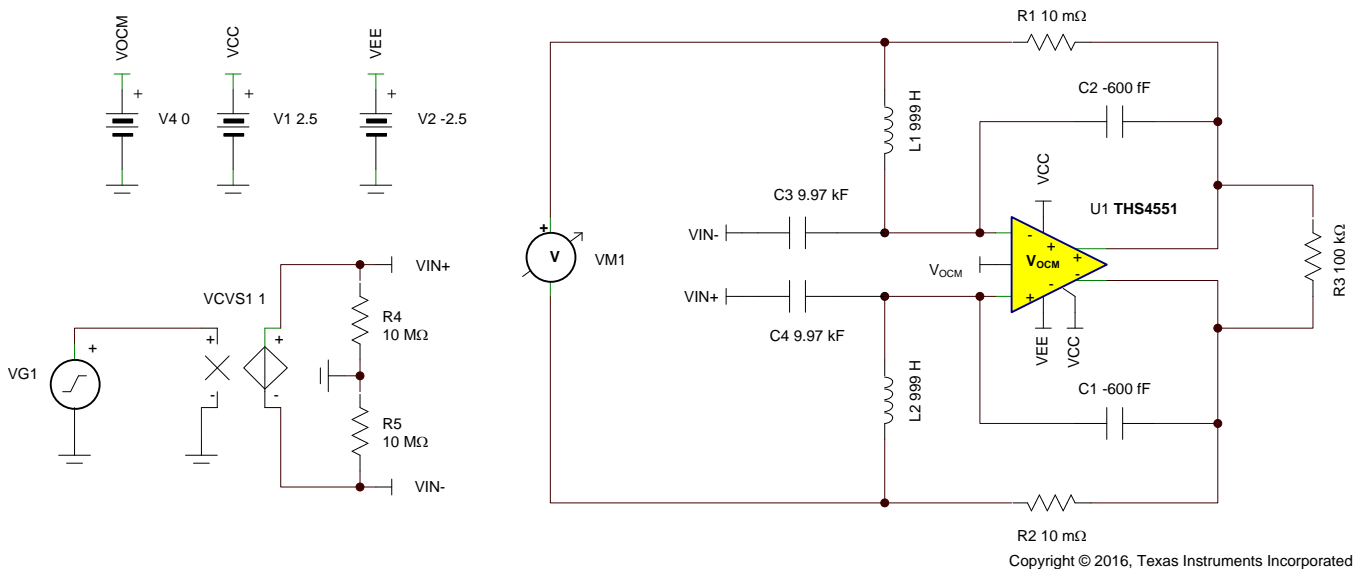 VOCM
VCC
VEE
+
V4 0
+
V1 2.5
+
V2 -2.5
R1 10 mΩ
C2 -600 fF
L1 999 H
VCC
U1 THS4551
C3 9.97 kF
VIN-
-
+
+
VOCM
VOCM
-
-
+
VIN+
C4 9.97 kF
VEE
VCC
R3 100 kΩ
+
V
VM1
L2 999 H
C1 -600 fF
R2 10 mΩ
VIN+
VCVS1 1
R4
10 MΩ
+
+
+
VG1
-
-
R5
10 MΩ
VIN-
Copyright © 2016, Texas Instruments Incorporated